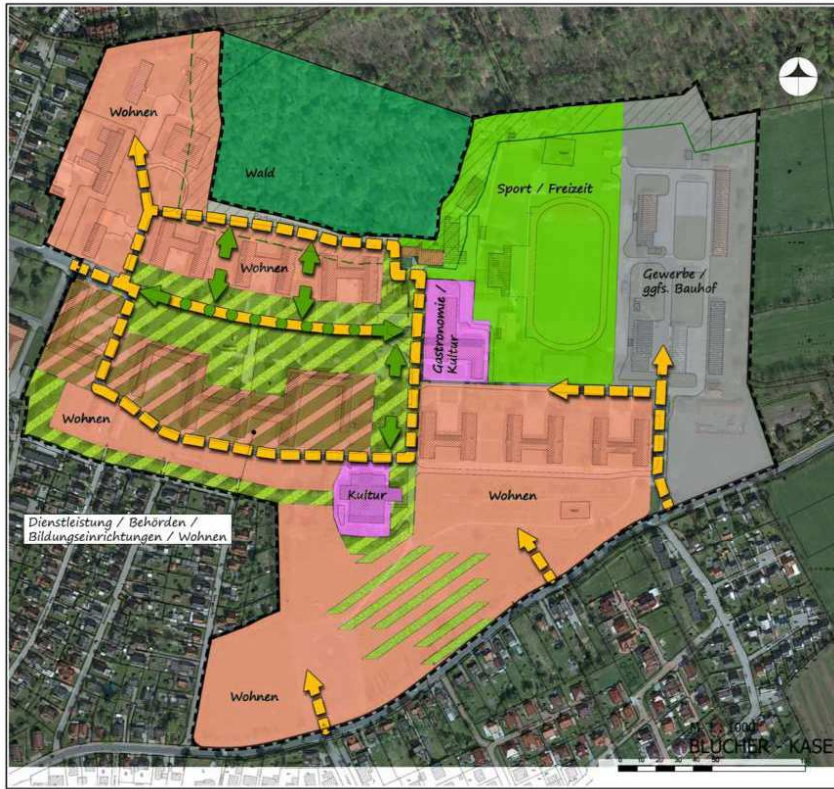 Wohnen
Wald
Sport / Freizeit
Wohnen
Gewerbe /
ggfs. Bauhof
Gastronomie /
Kultur
Wohnen
Wohnen
Kultur
Dienstleistung / Behörden /
Bildungseinrichtungen / Wohnen
Wohnen
BLÜCHER - KASE